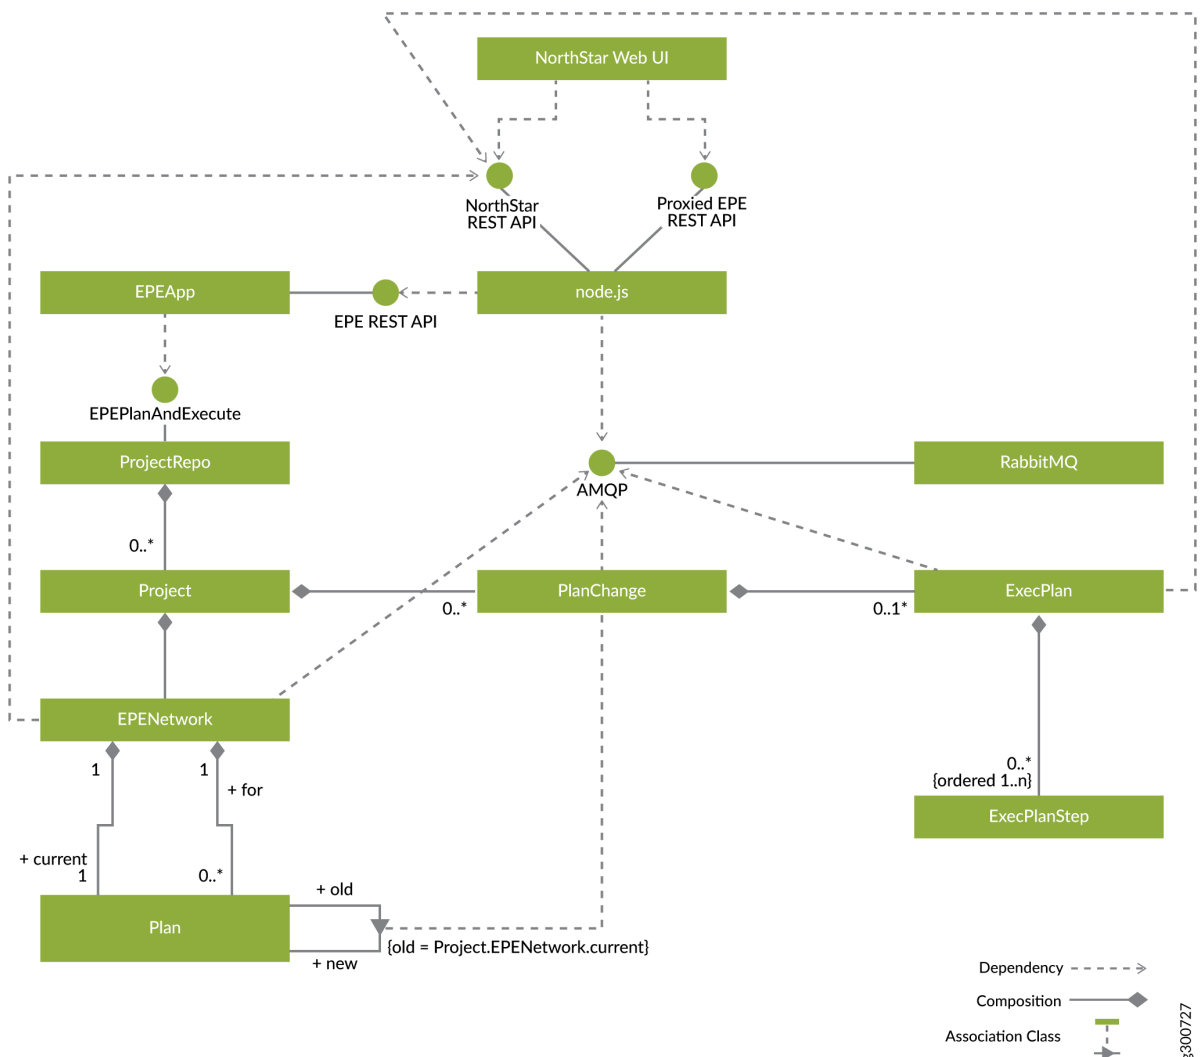 NorthStar Web UI
NorthStar
REST API
Proxied EPE
REST API
EPEApp
EPE REST API
node.js
EPEPlanAndExecute
ProjectRepo
AMQP
RabbitMQ
0..*
Project
0..*
PlanChange
0..1*
ExecPlan
EPENetwork
1
1
+ for
0..*
{ordered 1..n}
ExecPlanStep
+ current
1
0..*
Plan
+ old
{old = Project.EPENetwork.current}
+ new
Dependency
Composition
Association Class
g300727